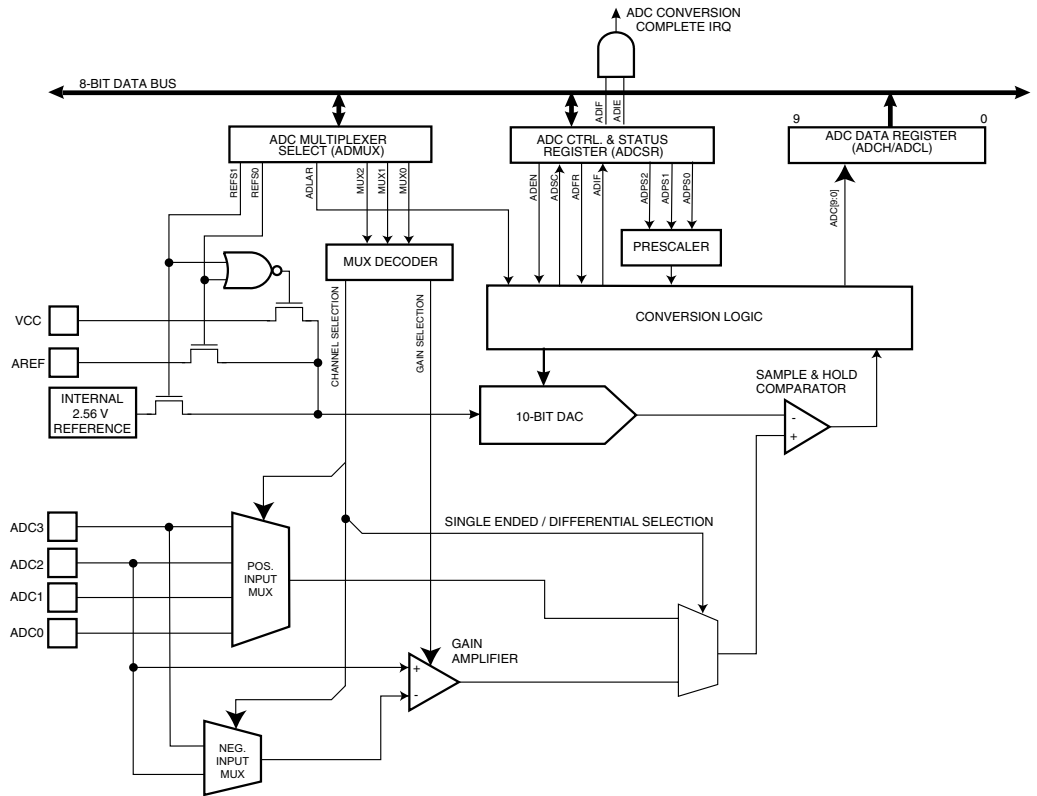 ADC CONVERSION
COMPLETE IRQ
8-BIT DATA BUS
ADIF
ADIE
9
0
ADC MULTIPLEXER
SELECT (ADMUX)
ADC CTRL. & STATUS
REGISTER (ADCSR)
ADC DATA REGISTER
(ADCH/ADCL)
REFS1
REFS0
ADLAR
MUX2
MUX1
MUX0
ADEN
ADSC
ADFR
ADIF
ADPS2
ADPS1
ADPS0
ADC[9:0]
MUX DECODER
PRESCALER
CHANNEL SELECTION
GAIN SELECTION
CONVERSION LOGIC
VCC
AREF
INTERNAL
2.56 V
REFERENCE
10-BIT DAC
SAMPLE & HOLD
COMPARATOR
-
+
ADC3
ADC2
ADC1
ADC0
POS.
INPUT
MUX
SINGLE ENDED / DIFFERENTIAL SELECTION
GAIN
AMPLIFIER
+
-
NEG.
INPUT
MUX